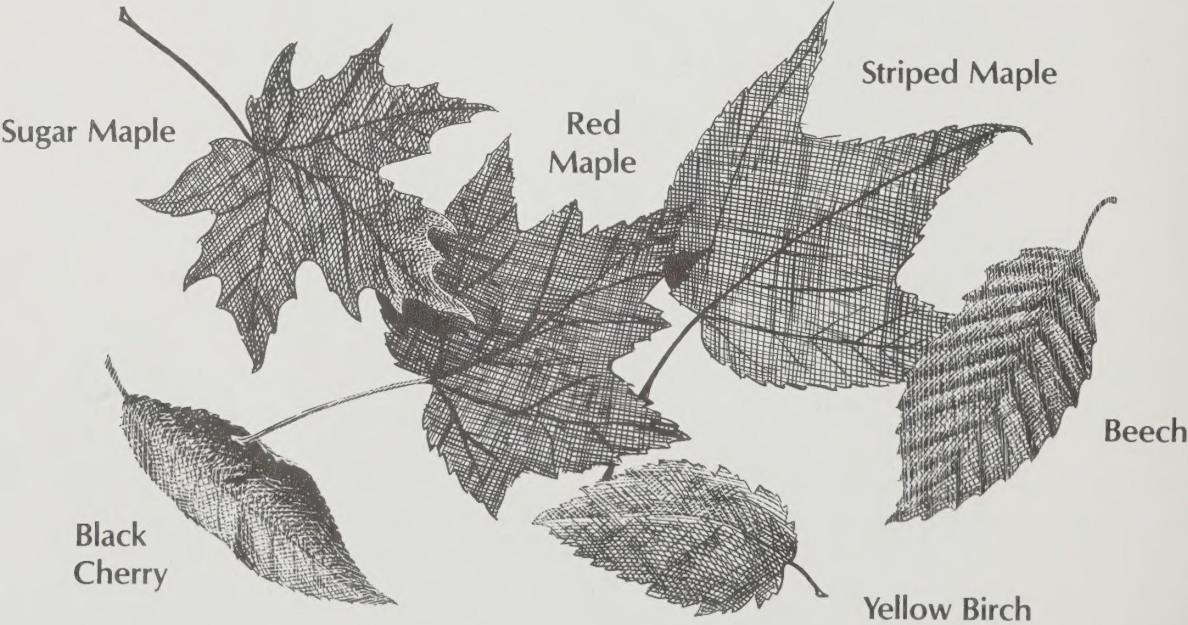 Striped Maple
Sugar Maple
Red
Maple
Beech
Black
Cherry
Yellow Birch